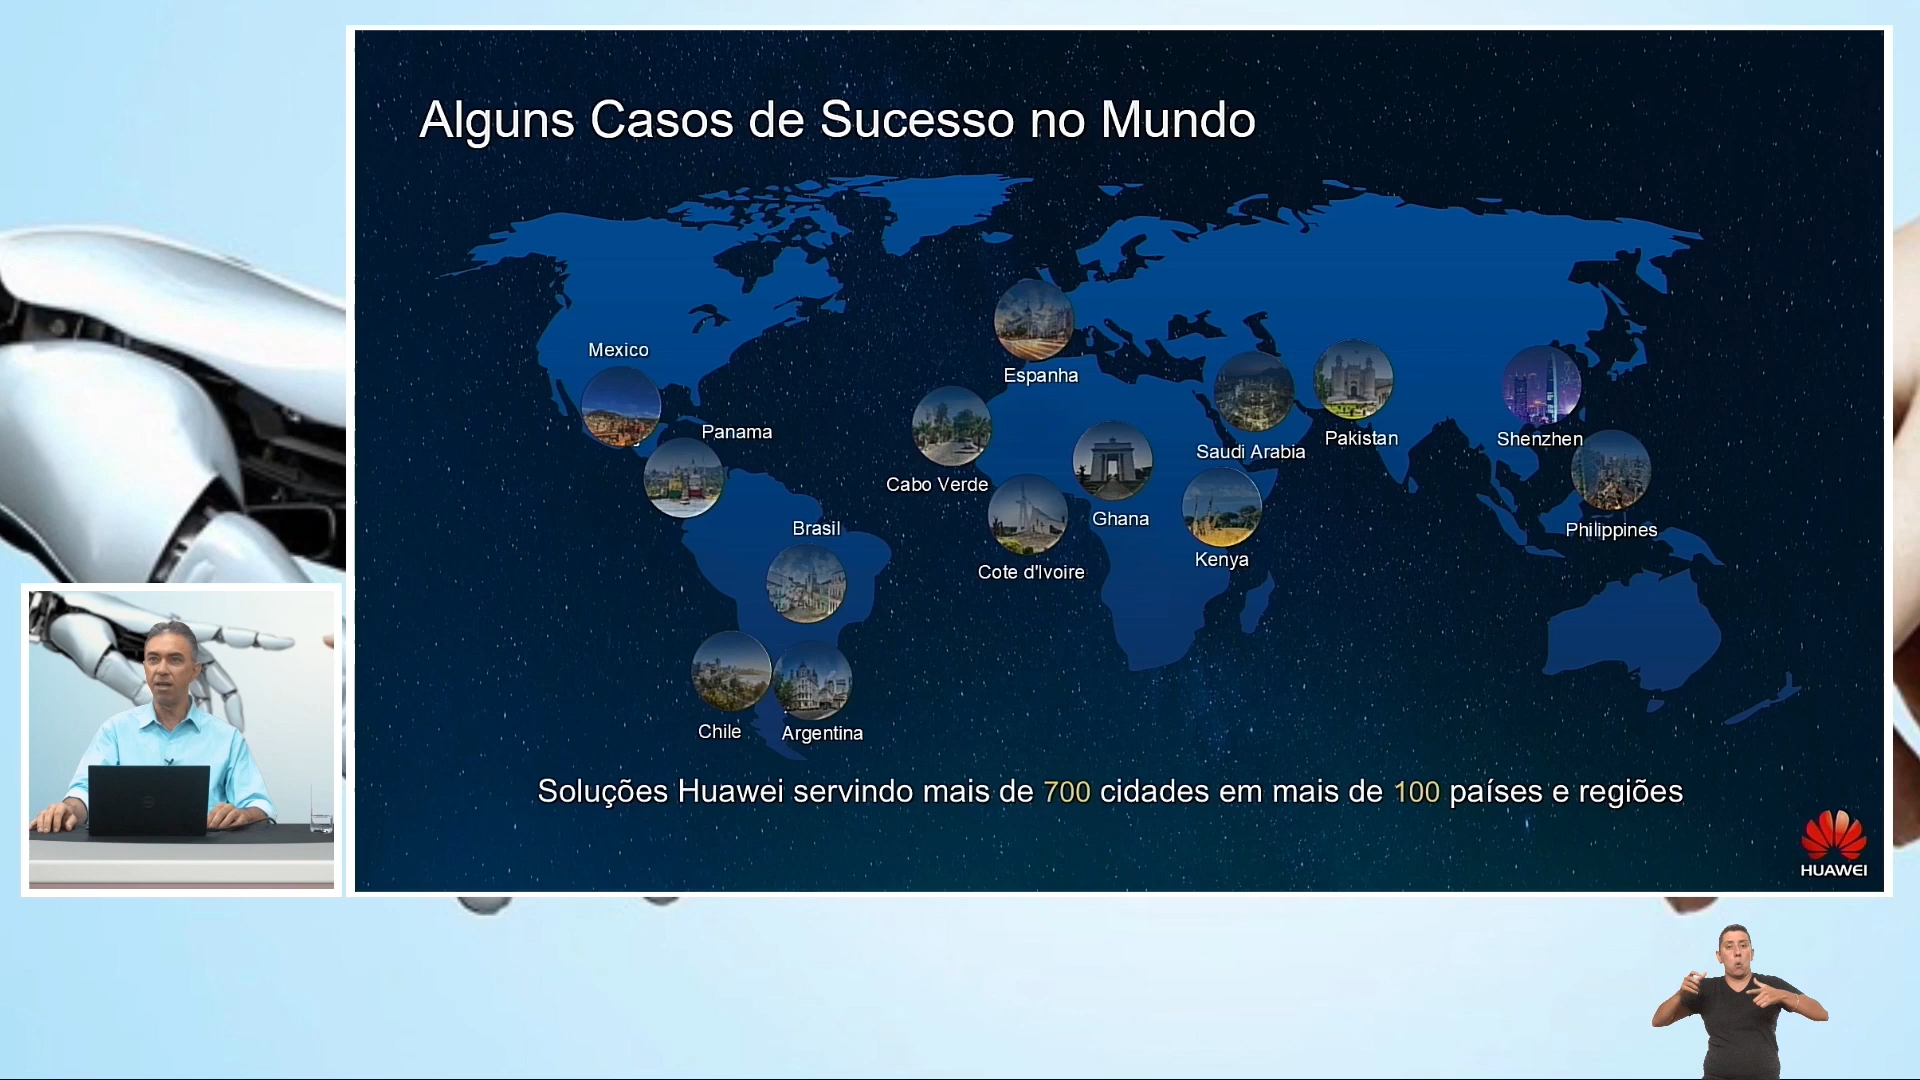 Alguns Casos de Sucesso no Mundo
Mexico
Espanha
Panama
Saudi Arabia
Pakistan
Shenzhen
Cabo Verde
Ghana
Brasil
Philippines
Kenya
Cote d'Ivoire
Chile
Argentina
Soluções Huawei servindo mais de 700 cidades em mais de 100 países e regiões
HUAWEI